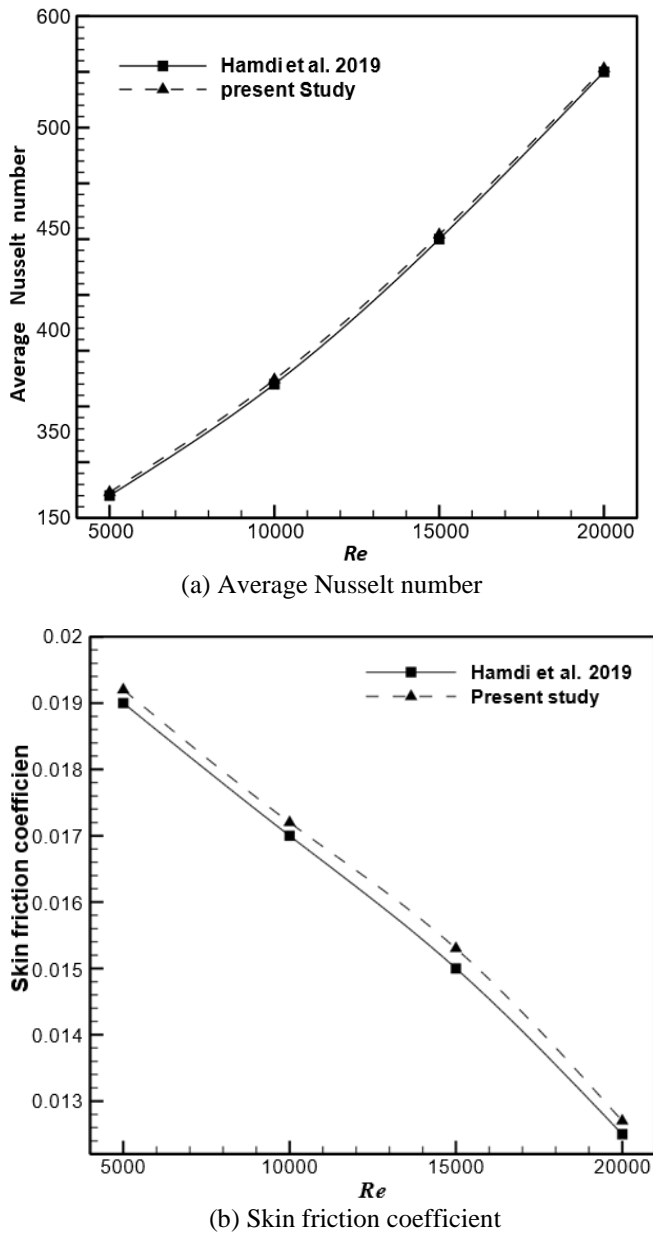 600
Hamdi et al. 2019
present Study
500
450
400
350
150
Average Nusselt number
5000 10000 15000 20000
Re
(a) Average Nusselt number
0.02
Hamdi et al. 2019
Present study
0.019
0.018
0.017
0.016
0.015
0.014
0.013
Skin friction coefficien
5000 10000 15000 20000
Re
(b) Skin friction coefficient